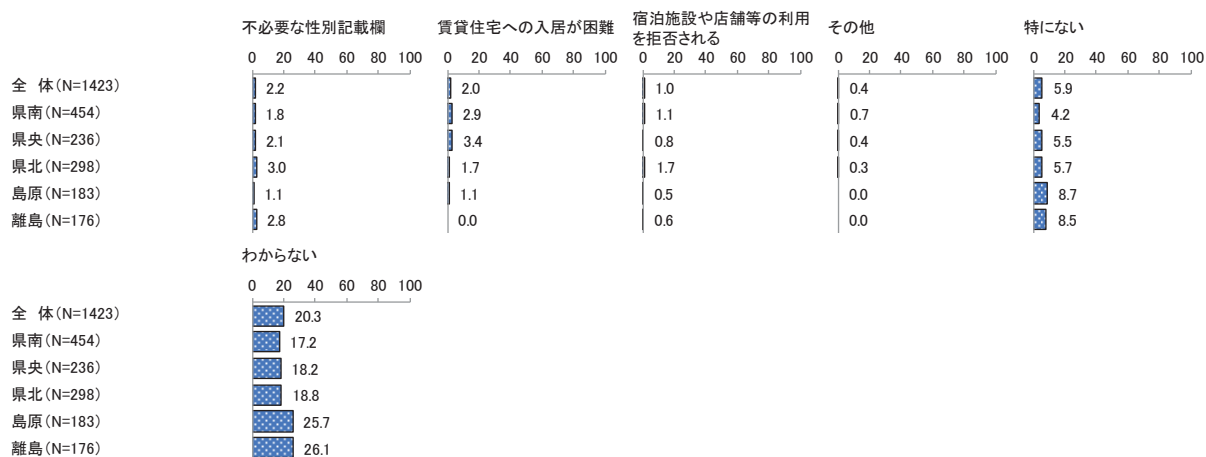 不必要な性別記載欄
賃貸住宅への入居が困難
宿泊施設や店舗等の利用
を拒否される
その他
特にない
0 20 40 60 80 100 0 20 40 60 80 100 0 20 40 60 80 100 0 20 40 60 80 100 0 20 40 60 80 100
全 体(N=1423) 2.2 2.0 1.0 0.4 5.9
県南(N=454) 1.8 2.9 1.1 0.7 4.2
県央(N=236) 2.1 3.4 0.8 0.4 5.5
県北(N=298) 3.0 1.7 1.7 0.3 5.7
島原(N=183) 1.1 1.1 0.5 0.0 8.7
離島(N=176) 2.8 0.0 0.6 0.0 8.5
わからない
0 20 40 60 80 100
全 体(N=1423) 20.3
県南(N=454) 17.2
県央(N=236) 18.2
県北(N=298) 18.8
島原(N=183) 25.7
離島(N=176) 26.1